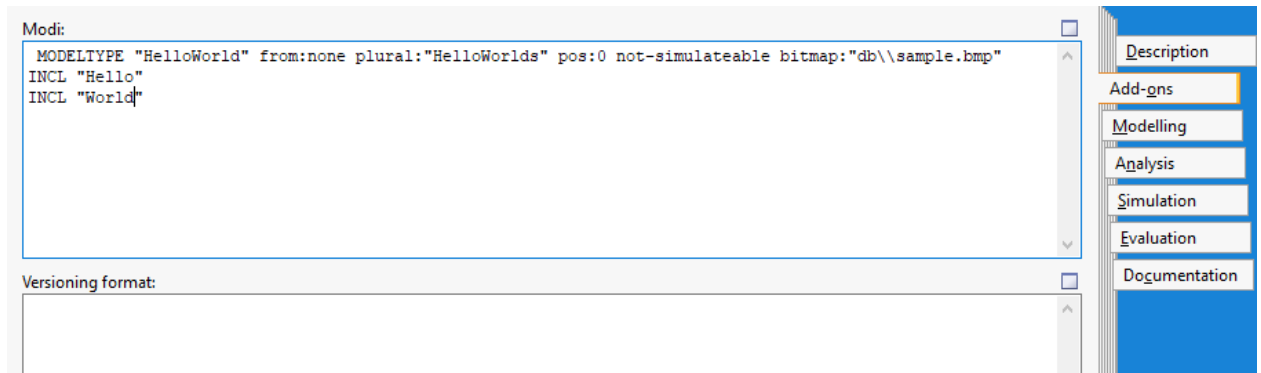 Modi:
MODELTYPE "HelloWorld" from:none plural:"HelloWorlds" pos:0 not-simulateable bitmap:"db\\sample.bmp"
INCL "Hello"
INCL "World"
Versioning format:
Description
Add-ons
Modelling
Analysis
Simulation
Evaluation
Documentation